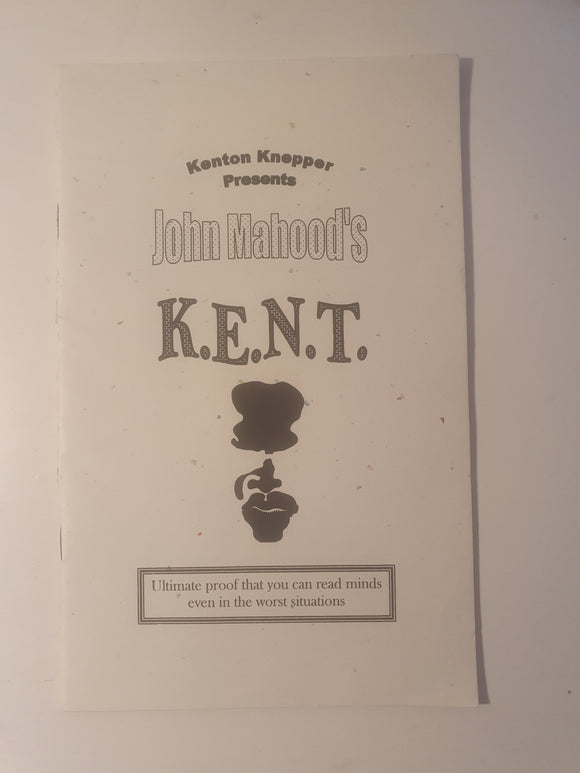 Kenton Knepper
Presents
John Mahood's
K.E.N.T.
Ultimate proof that you can read minds
even in the worst situations